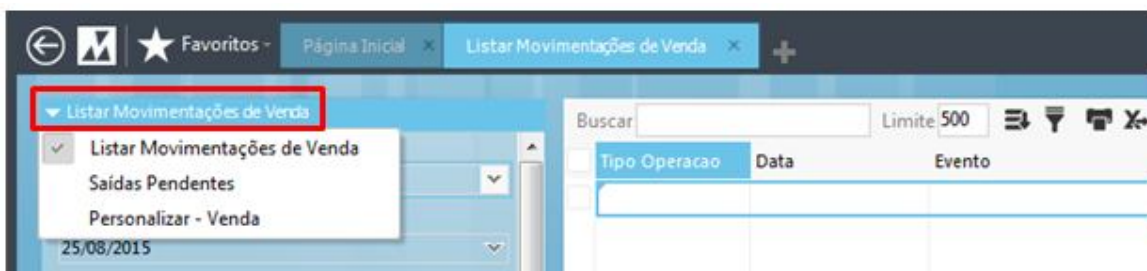 Favoritos
Página Inicial
Listar Movimentações de Venda
Listar Movimentações de Venda
Buscar
Limite 500
Listar Movimentações de Venda
Saídas Pendentes
Personalizar - Venda
Tipo Operacao Data Evento
25/08/2015